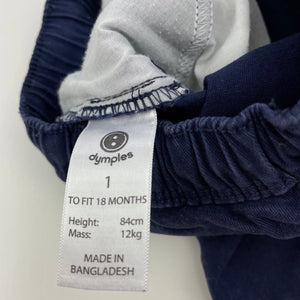 dymples
1
TO FIT 18 MONTHS
Height: 84cm
Mass: 12kg
MADE IN
BANGLADESH